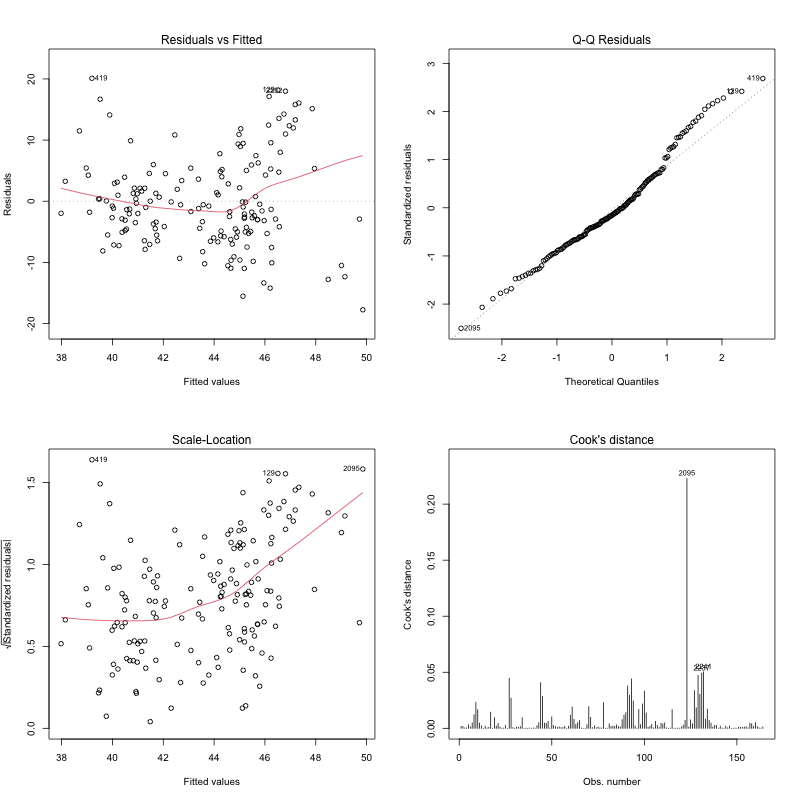 Residuals vs Fitted
Residuals
20
10
0
-10
-20
419
38 40 42 44 46 48 50
Fitted values
Q-Q Residuals
Standardized residuals
3
2
1
0
-1
-2
419
129
2095
-2 -1 0 1 2
Theoretical Quantiles
Scale-Location
√|Standardized residuals|
1.5
1.0
0.5
0.0
419
129
2095
38 40 42 44 46 48 50
Fitted values
Cook's distance
Cook's distance
0.20
0.15
0.10
0.05
0.00
2095
0 50 100 150
Obs. number